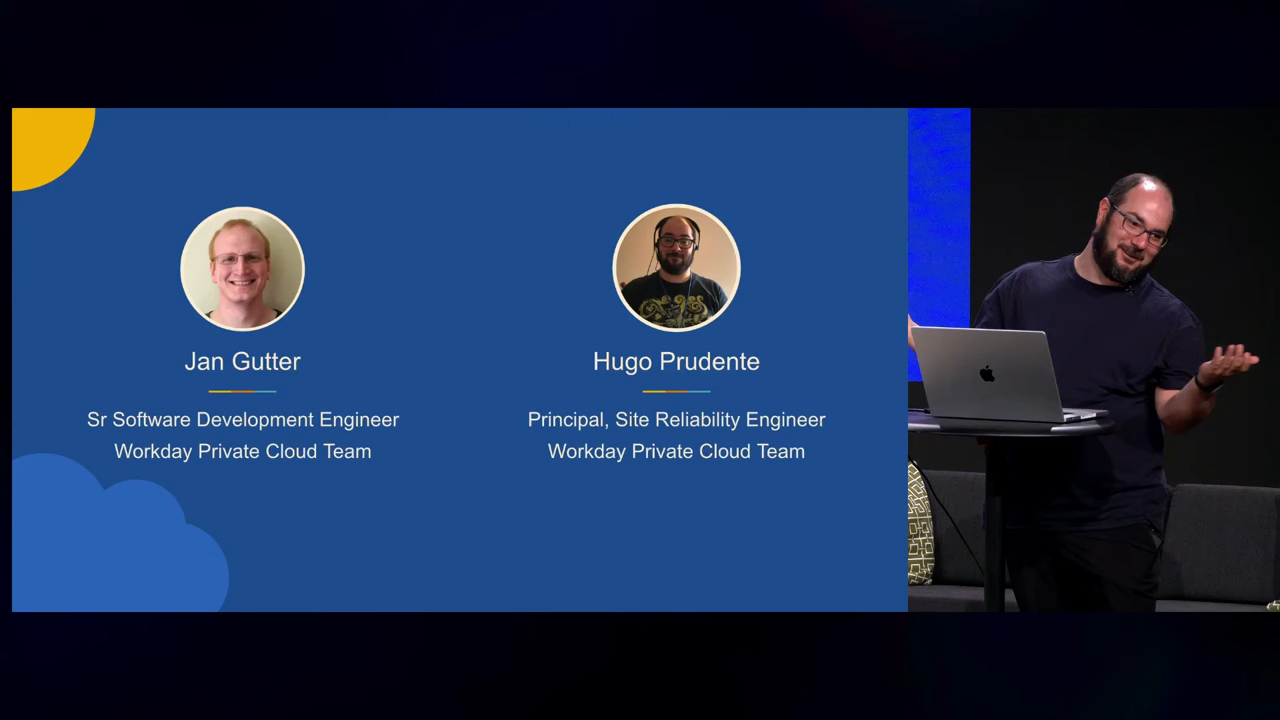 Jan Gutter
Sr Software Development Engineer
Workday Private Cloud Team
Hugo Prudente
Principal, Site Reliability Engineer
Workday Private Cloud Team